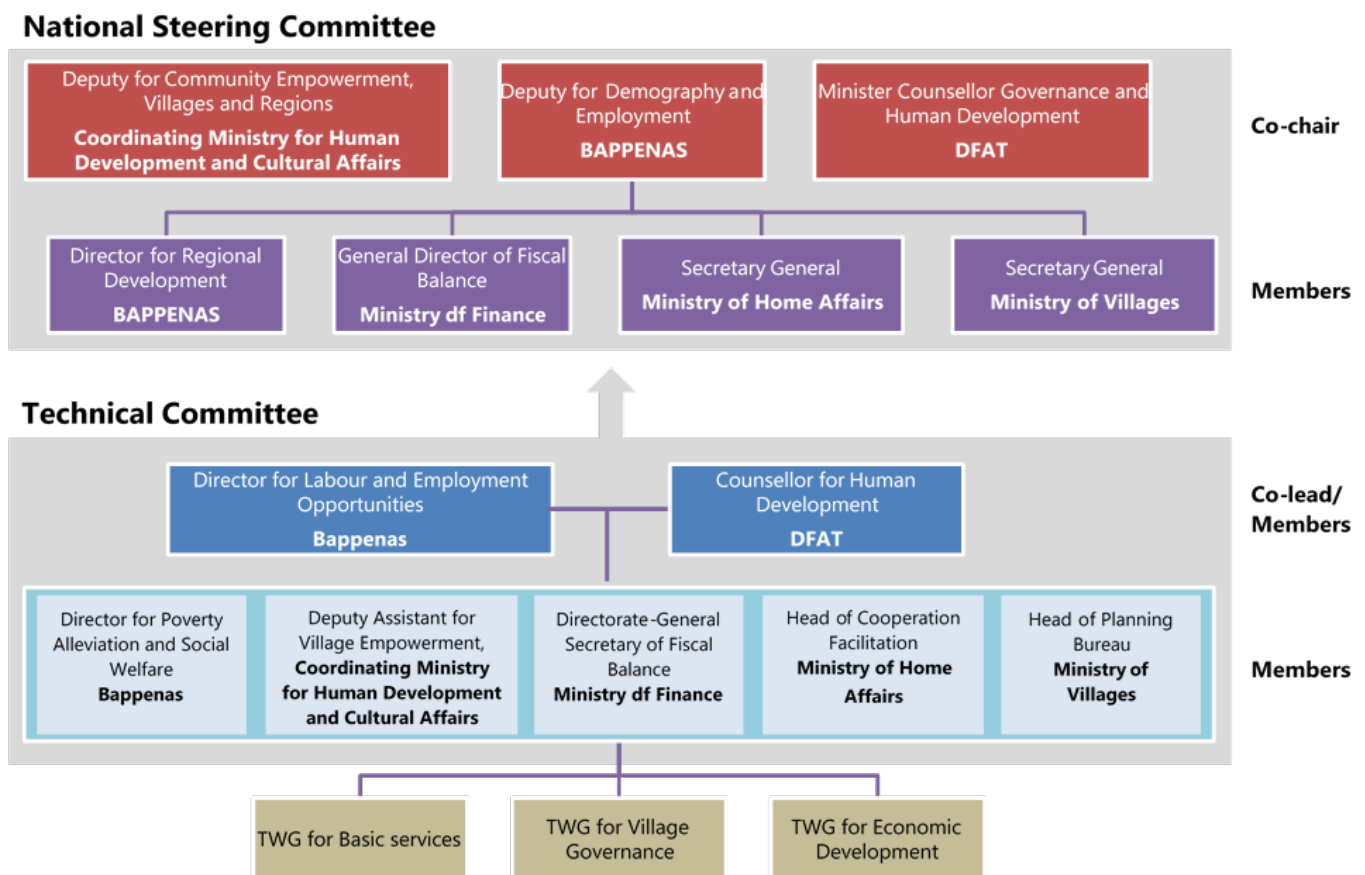 National Steering Committee
Deputy for Community Empowerment,
Villages and Regions
Coordinating Ministry for Human
Development and Cultural Affairs
Deputy for Demography and
Employment
BAPPENAS
Minister Counsellor Governance and
Human Development
DFAT
Co-chair
Director for Regional
Development
BAPPENAS
General Director of Fiscal
Balance
Ministry df Finance
Secretary General
Ministry of Home Affairs
Secretary General
Ministry of Villages
Members
Technical Committee
Director for Labour and Employment
Opportunities
Bappenas
Counsellor for Human
Development
DFAT
Co-lead/
Members
Director for Poverty
Alleviation and Social
Welfare
Bappenas
Deputy Assistant for
Village Empowerment,
Coordinating Ministry
for Human Development
and Cultural Affairs
Directorate-General
Secretary of Fiscal
Balance
Ministry df Finance
Head of Cooperation
Facilitation
Ministry of Home
Affairs
Head of Planning
Bureau
Ministry of
Villages
Members
TWG for Basic services
TWG for Village
Governance
TWG for Economic
Development